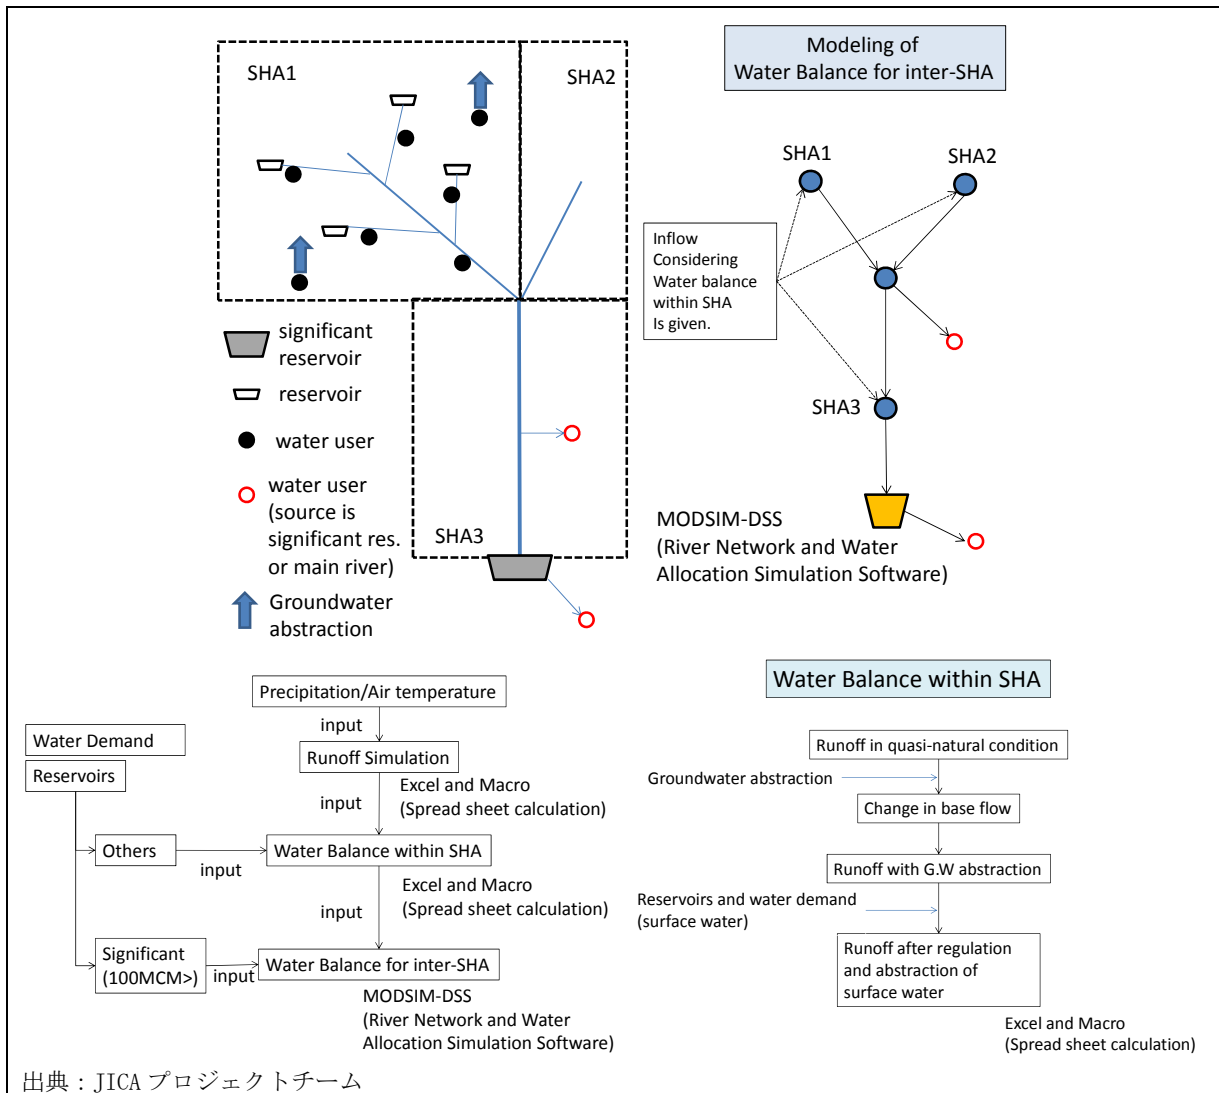 SHA1
SHA2
SHA3
significant
reservoir
reservoir
water user
water user
(source is
significant res.
or main river)
Groundwater
abstraction
Modeling of
Water Balance for inter-SHA
SHA1
SHA2
Inflow
Considering
Water balance
within SHA
Is given.
SHA3
MODSIM-DSS
(River Network and Water
Allocation Simulation Software)
Precipitation/Air temperature
input
Water Demand
Runoff Simulation
Reservoirs
Excel and Macro
(Spread sheet calculation)
input
Others
input
Water Balance within SHA
Excel and Macro
(Spread sheet calculation)
input
Significant
(100MCM>)
input
Water Balance for inter-SHA
MODSIM-DSS
(River Network and Water
Allocation Simulation Software)
Water Balance within SHA
Runoff in quasi-natural condition
Groundwater abstraction
Change in base flow
Runoff with G.W abstraction
Reservoirs and water demand
(surface water)
Runoff after regulation
and abstraction of
surface water
Excel and Macro
(Spread sheet calculation)
出典：JICA プロジェクトチーム